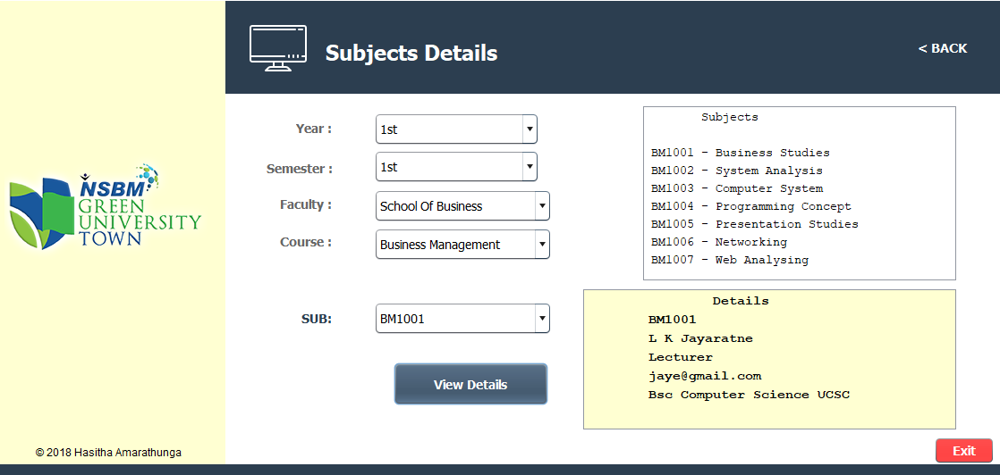 Subjects Details
< BACK
NSBM
GREEN
UNIVERSITY
TOWN
Year :
1st
Semester :
1st
Faculty :
School Of Business
Course :
Business Management
SUB:
BM1001
View Details
Subjects
BM1001 - Business Studies
BM1002 - System Analysis
BM1003 - Computer System
BM1004 - Programming Concept
BM1005 - Presentation Studies
BM1006 - Networking
BM1007 - Web Analysing
Details
BM1001
L K Jayaratne
Lecturer
jaye@gmail.com
Bsc Computer Science UCSC
© 2018 Hasitha Amarathunga
Exit